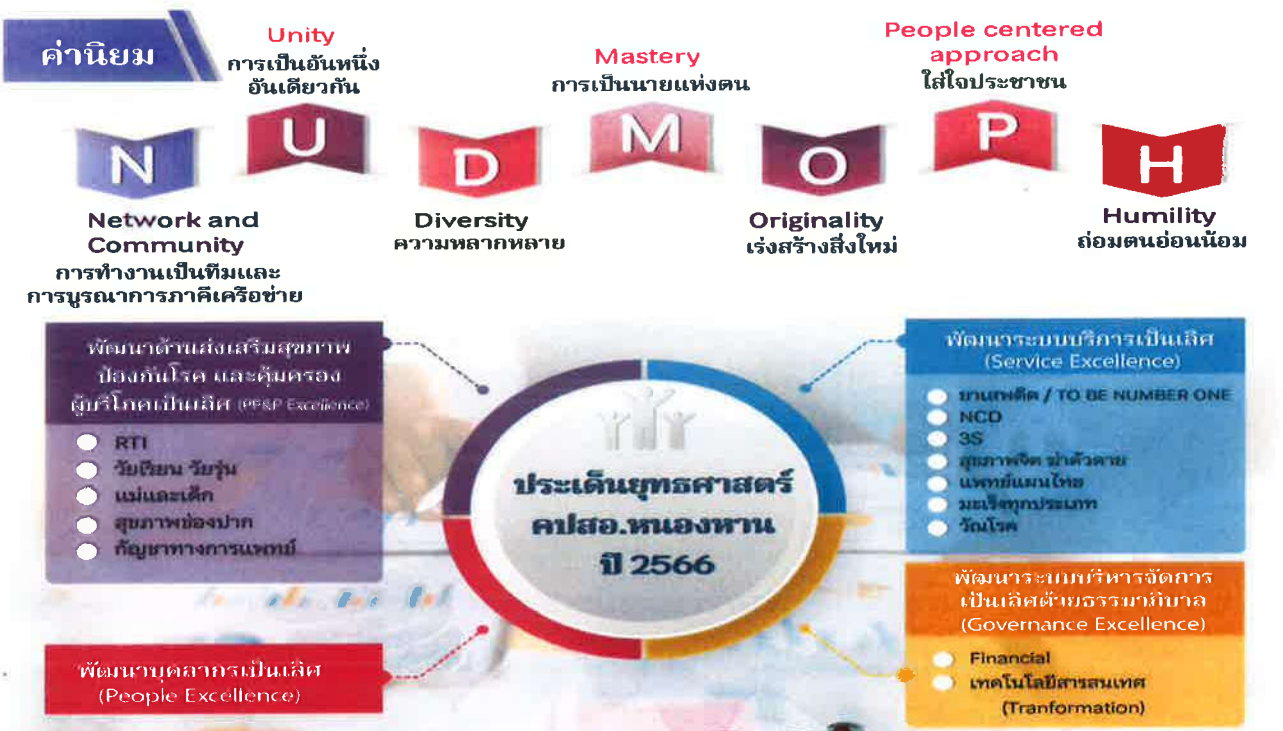 ค่านิยม
Unity
การเป็นอันหนึ่ง
อันเดียวกัน
Mastery
การเป็นนายแห่งตน
People centered
approach
ใส่ใจประชาชน
N U D M O P H
Network and
Community
การทำงานเป็นทีมและ
การบูรณาการภาคีเครือข่าย
Diversity
ความหลากหลาย
Originality
เร่งสร้างสิ่งใหม่
Humility
ถ่อมตนอ่อนน้อม
พัฒนาด้านส่งเสริมสุขภาพ
ป้องกันโรค และคุ้มครอง
ผู้บริโภคเป็นเลิศ (PP&P Excellence)
RTI
วัยเรียน วัยรุ่น
แม่และเด็ก
สุขภาพช่องปาก
กัญชาทางการแพทย์
ประเด็นยุทธศาสตร์
คปสอ.หนองหาน
ปี 2566
พัฒนาระบบบริการเป็นเลิศ
(Service Excellence)
ยาเสพติด / TO BE NUMBER ONE
NCD
3S
สุขภาพจิต ฆ่าตัวตาย
แพทย์แผนไทย
มะเร็งทุกประเภท
วัณโรค
พัฒนาบุคลากรเป็นเลิศ
(People Excellence)
พัฒนาระบบบริหารจัดการ
เป็นเลิศด้วยธรรมาภิบาล
(Governance Excellence)
Financial
เทคโนโลยีสารสนเทศ
(Tranformation)